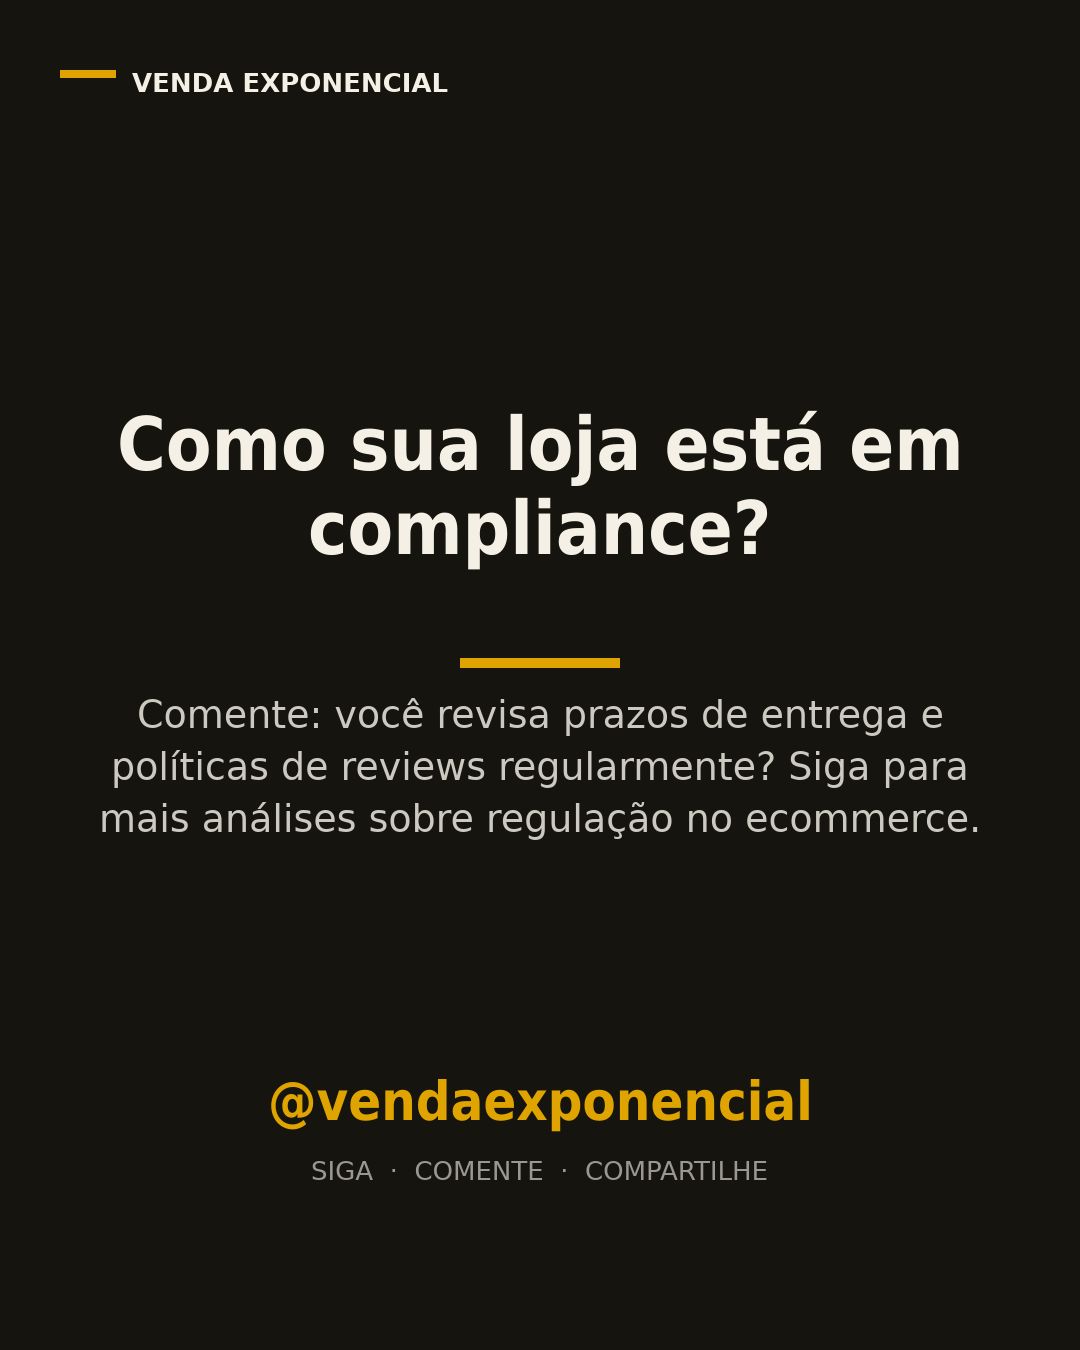 VENDA EXPONENCIAL
Como sua loja está em
compliance?
Comente: você revisa prazos de entrega e
políticas de reviews regularmente? Siga para
mais análises sobre regulação no ecommerce.
@vendaexponencial
SIGA · COMENTE · COMPARTILHE